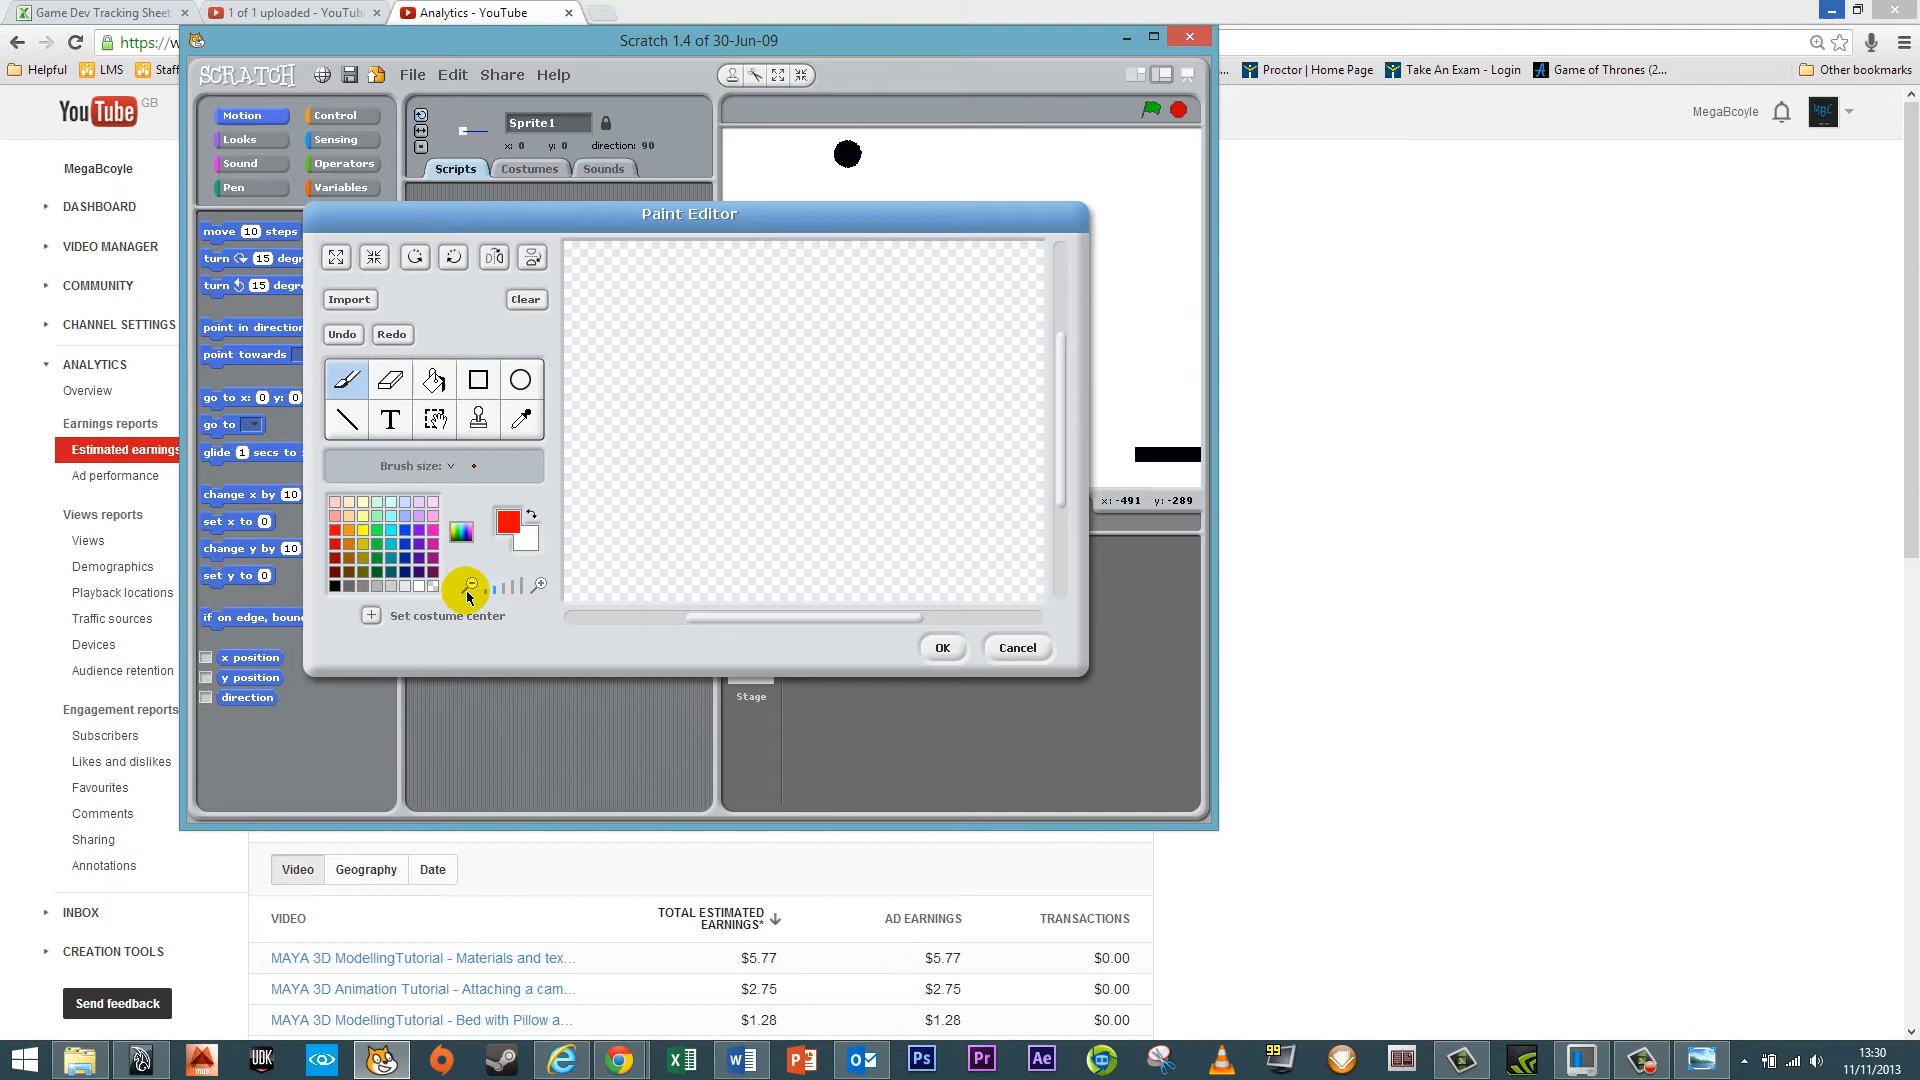 Game Dev Tracking Sheet
1 of 1 uploaded - YouTub
Analytics - YouTube
https://w
Helpful
LMS
Staff
Proctor | Home Page
Take An Exam - Login
Game of Thrones (2...
Other bookmarks
Scratch 1.4 of 30-Jun-09
SCRATCH
File Edit Share Help
YouTube GB
MegaBcoyle
MBC
MegaBcoyle
DASHBOARD
VIDEO MANAGER
COMMUNITY
CHANNEL SETTINGS
ANALYTICS
Overview
Earnings reports
Estimated earnings
Ad performance
Views reports
Views
Demographics
Playback locations
Traffic sources
Devices
Audience retention
Engagement reports
Subscribers
Likes and dislikes
Favourites
Comments
Sharing
Annotations
INBOX
CREATION TOOLS
Send feedback
Motion
Control
Looks
Sensing
Sound
Operators
Pen
Variables
move 10 steps
turn 15 degre
turn 15 degre
point in direction
point towards
go to x: 0 y: 0
go to
glide 1 secs to
change x by 10
set x to 0
change y by 10
set y to 0
if on edge, boun
x position
y position
direction
Sprite1
x: 0 y: 0 direction: 90
Scripts
Costumes
Sounds
Paint Editor
Import
Clear
Undo
Redo
T
Brush size:
Set costume center
OK
Cancel
x: -491 y: -289
Stage
Video
Geography
Date
VIDEO
TOTAL ESTIMATED EARNINGS*
AD EARNINGS
TRANSACTIONS
MAYA 3D ModellingTutorial - Materials and tex... $5.77 $5.77 $0.00
MAYA 3D Animation Tutorial - Attaching a cam... $2.75 $2.75 $0.00
MAYA 3D ModellingTutorial - Bed with Pillow a... $1.28 $1.28 $0.00
UDK
Ps
Pr
Ae
99
13:30
11/11/2013